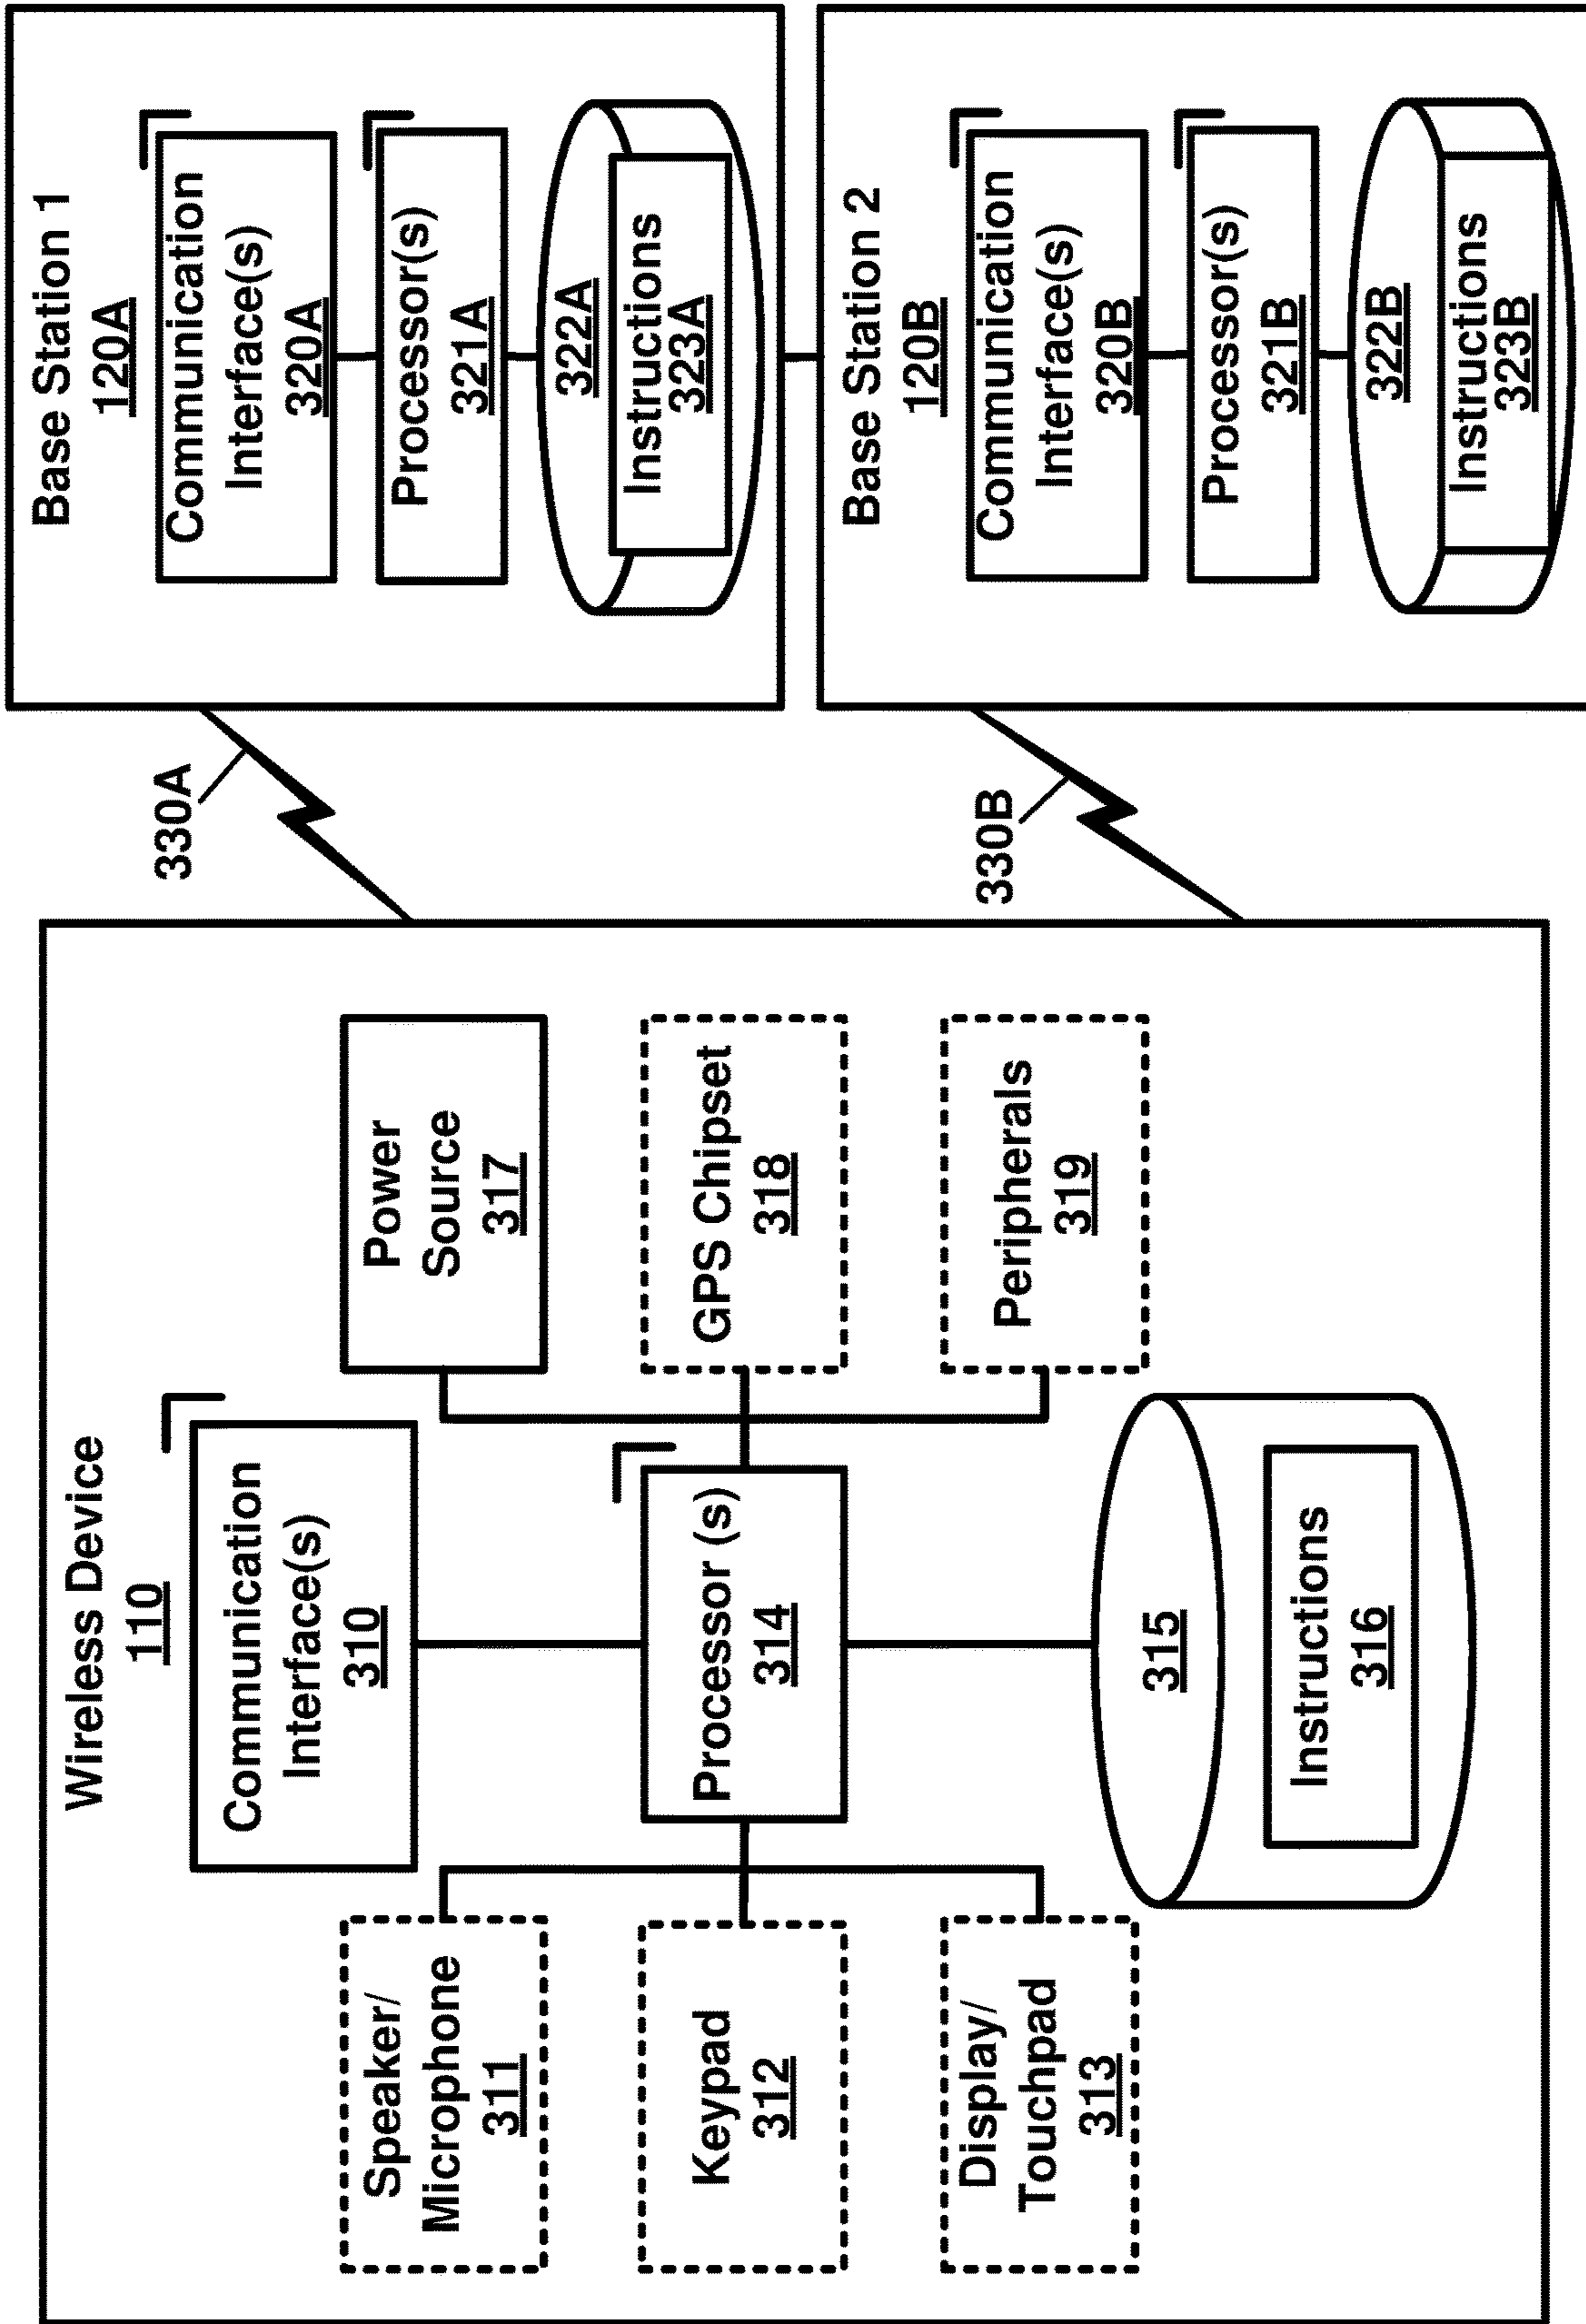 Wireless Device
110
Communication
Interface(s)
310
Speaker/
Microphone
311
Keypad
312
Display/
Touchpad
313
Processor (s)
314
Power
Source
317
GPS Chipset
318
Peripherals
319
315
Instructions
316
330A
330B
Base Station 1
120A
Communication
Interface(s)
320A
Processor(s)
321A
322A
Instructions
323A
Base Station 2
120B
Communication
Interface(s)
320B
Processor(s)
321B
322B
Instructions
323B